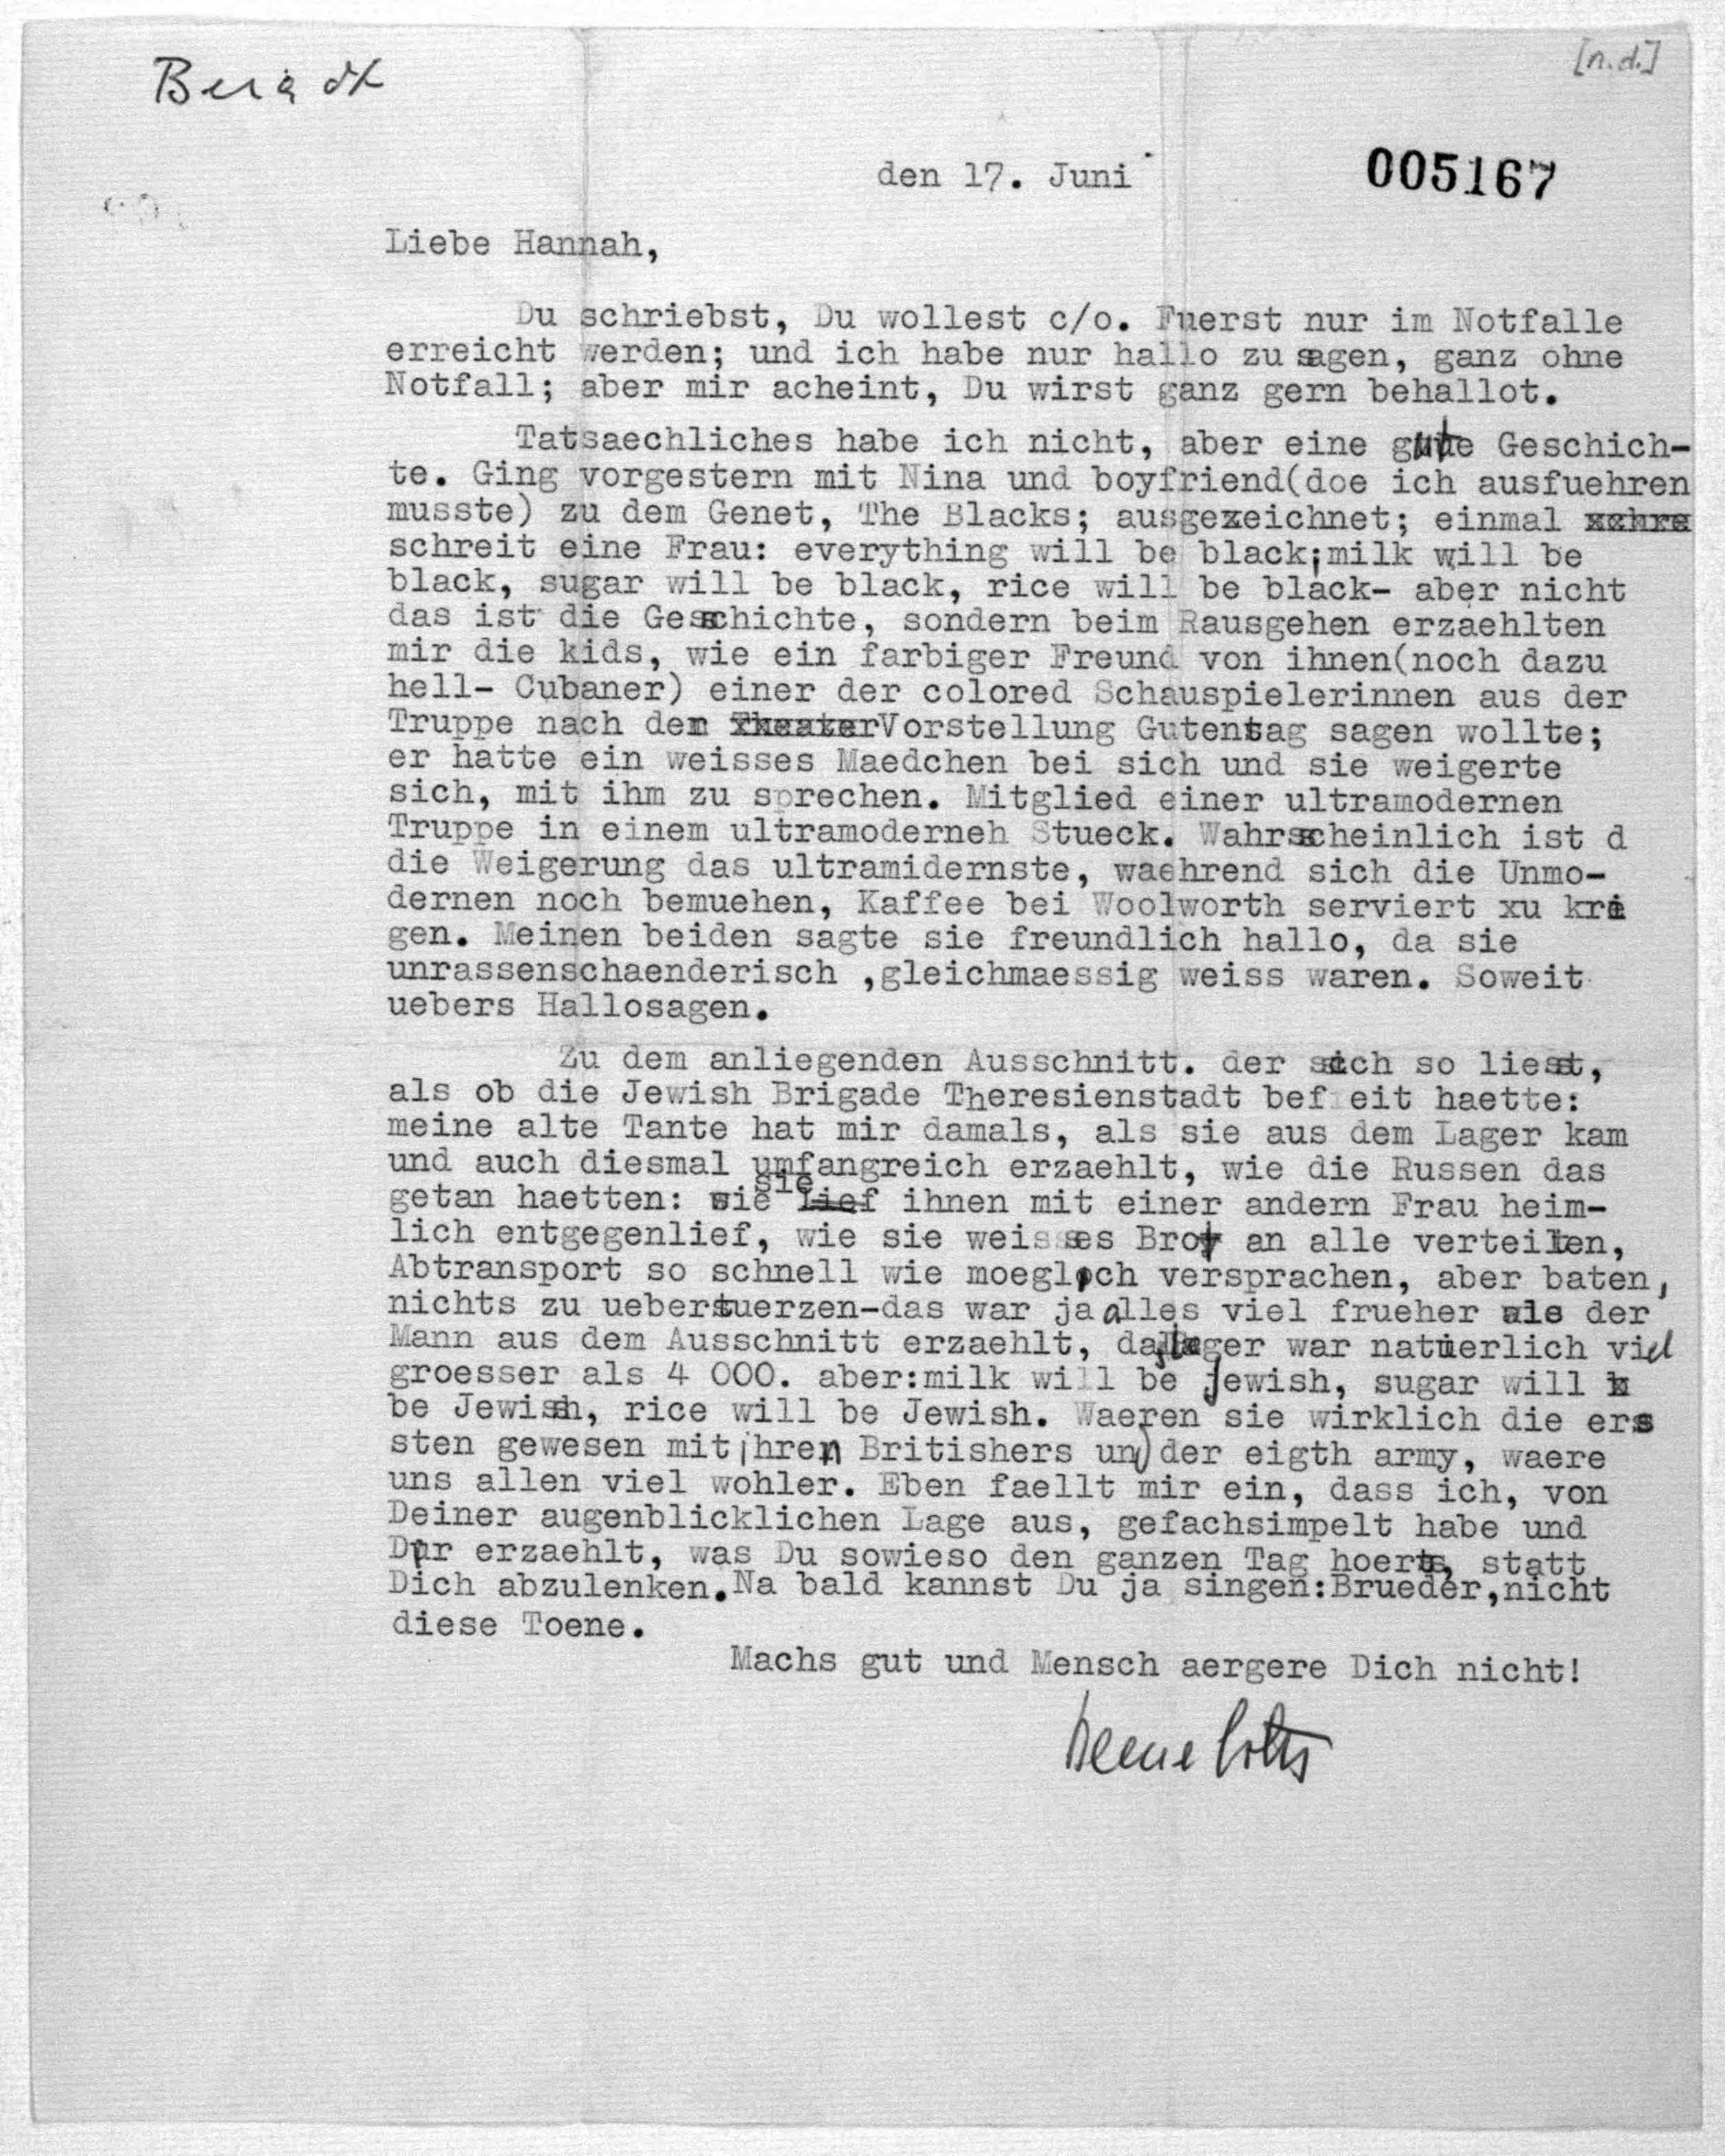 Beradt
[n.d.]
den 17. Juni
005167
Liebe Hannah,
Du schriebst, Du wollest c/o. Fuerst nur im Notfalle
erreicht werden; und ich habe nur hallo zu sagen, ganz ohne
Notfall; aber mir acheint, Du wirst ganz gern behallot.
Tatsaechliches habe ich nicht, aber eine gute Geschich-
te. Ging vorgestern mit Nina und boyfriend(doe ich ausfuehren
musste) zu dem Genet, The Blacks; ausgezeichnet; einmal
schreit eine Frau: everything will be black;milk will be
black, sugar will be black, rice will be black- aber nicht
das ist die Geschichte, sondern beim Rausgehen erzaehlten
mir die kids, wie ein farbiger Freund von ihnen(noch dazu
hell- Cubaner) einer der colored Schauspielerinnen aus der
Truppe nach der Theater Vorstellung Gutentag sagen wollte;
er hatte ein weisses Maedchen bei sich und sie weigerte
sich, mit ihm zu sprechen. Mitglied einer ultramodernen
Truppe in einem ultramoderneh Stueck. Wahrscheinlich ist d
die Weigerung das ultramidernste, waehrend sich die Unmo-
dernen noch bemuehen, Kaffee bei Woolworth serviert xu kri
gen. Meinen beiden sagte sie freundlich hallo, da sie
unrassenschaenderisch ,gleichmaessig weiss waren. Soweit
uebers Hallosagen.
Zu dem anliegenden Ausschnitt. der sich so liest,
als ob die Jewish Brigade Theresienstadt befreit haette:
meine alte Tante hat mir damals, als sie aus dem Lager kam
und auch diesmal umfangreich erzaehlt, wie die Russen das
getan haetten: wie sie lief ihnen mit einer andern Frau heim-
lich entgegenlief, wie sie weisses Brot an alle verteilten,
Abtransport so schnell wie moeglich versprachen, aber baten,
nichts zu ueberstuerzen-das war ja alles viel frueher als der
Mann aus dem Ausschnitt erzaehlt, das Lager war natuerlich viel
groesser als 4 000. aber:milk will be jewish, sugar will b
be Jewish, rice will be Jewish. Waeren sie wirklich die ers
sten gewesen mit ihren Britishers und der eigth army, waere
uns allen viel wohler. Eben faellt mir ein, dass ich, von
Deiner augenblicklichen Lage aus, gefachsimpelt habe und
Dir erzaehlt, was Du sowieso den ganzen Tag hoerts, statt
Dich abzulenken. Na bald kannst Du ja singen:Brueder,nicht
diese Toene.
Machs gut und Mensch aergere Dich nicht!